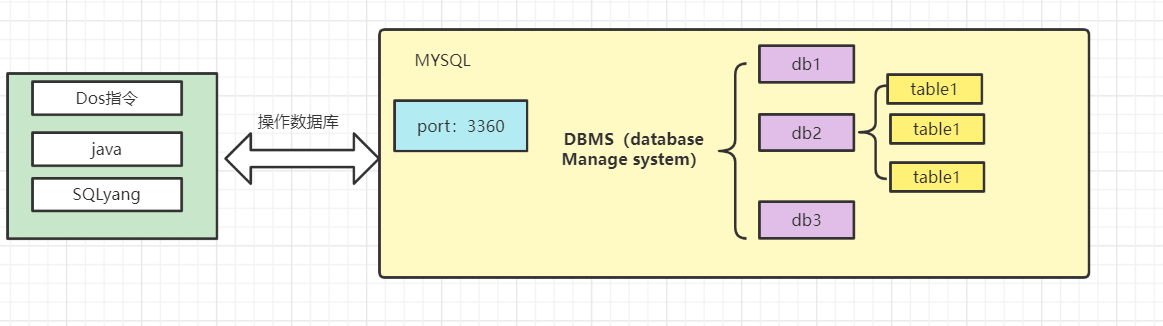 Dos指令
java
SQLyang
操作数据库
MYSQL
port：3360
DBMS（database
Manage system）
db1
db2
db3
table1
table1
table1